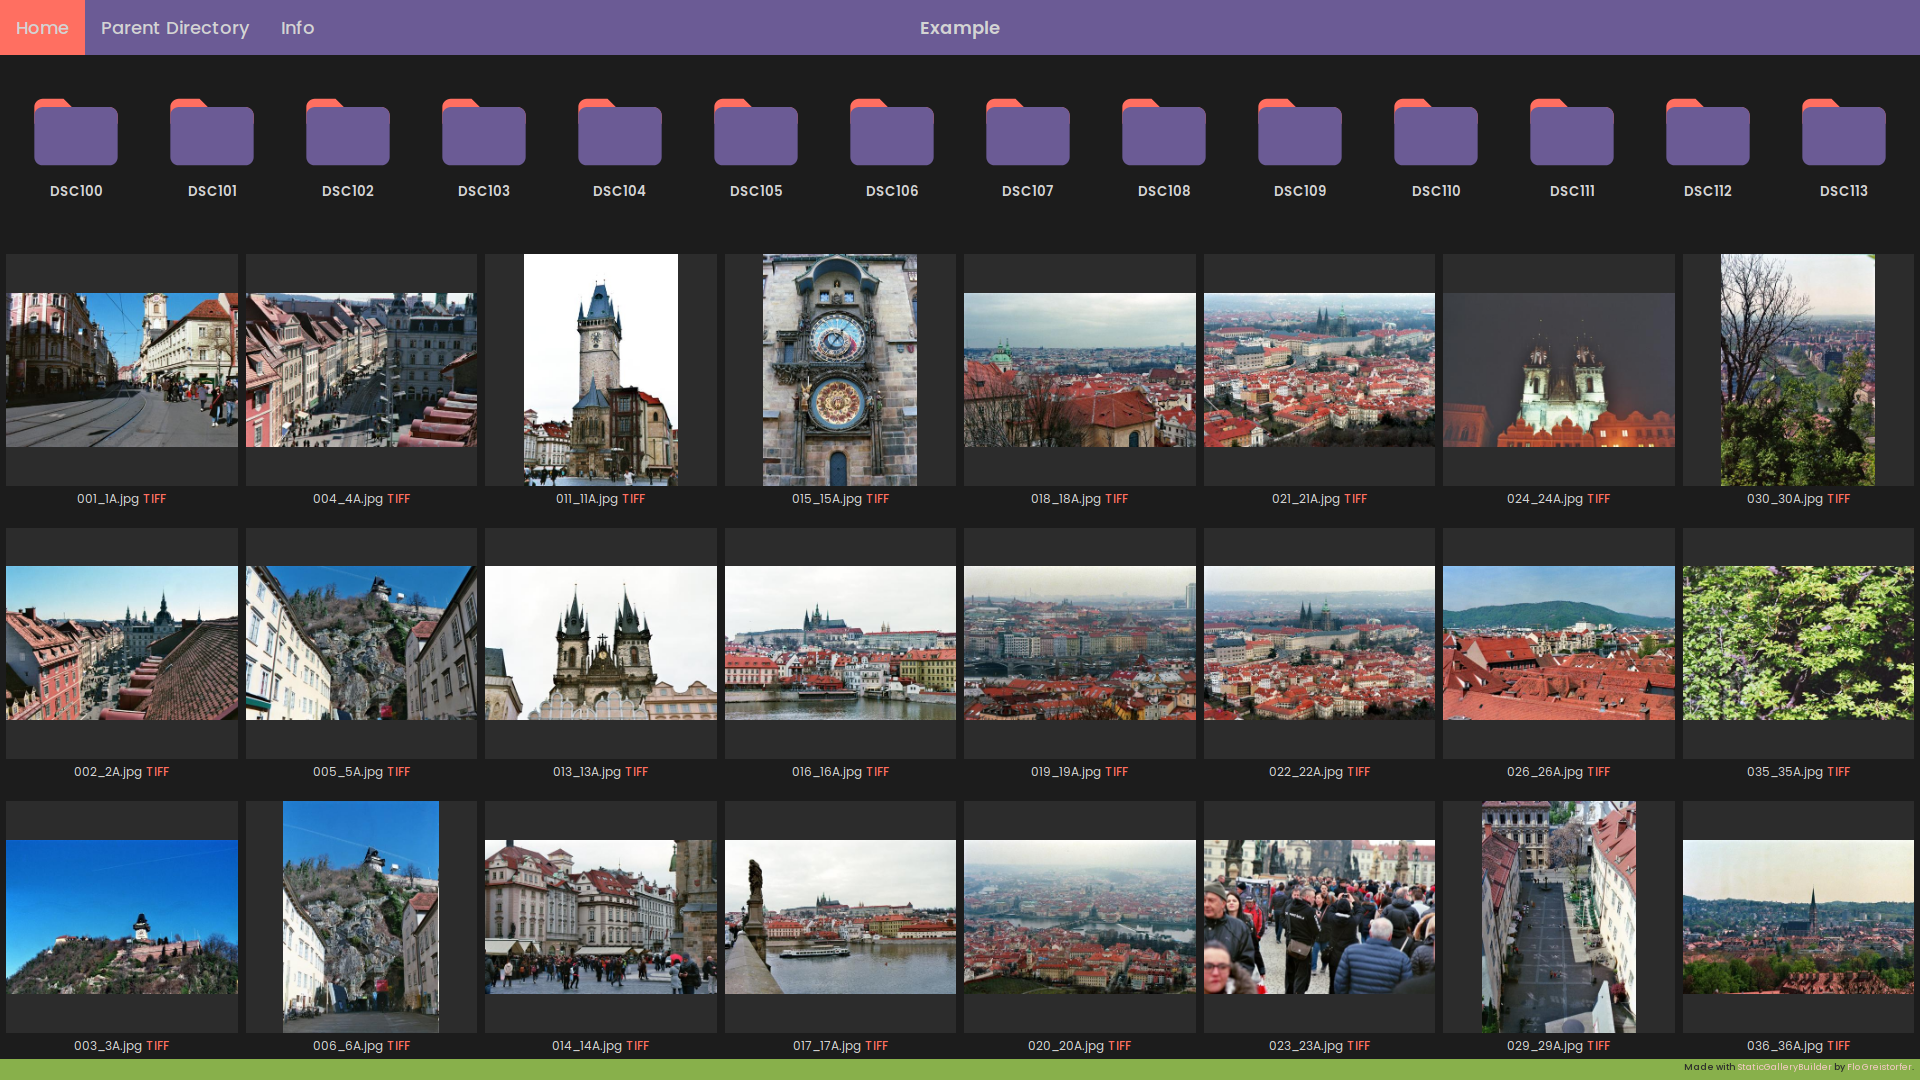 Home Parent Directory Info Example
DSC100 DSC101 DSC102 DSC103 DSC104 DSC105 DSC106 DSC107 DSC108 DSC109 DSC110 DSC111 DSC112 DSC113
001_1A.jpg TIFF 004_4A.jpg TIFF 011_11A.jpg TIFF 015_15A.jpg TIFF 018_18A.jpg TIFF 021_21A.jpg TIFF 024_24A.jpg TIFF 030_30A.jpg TIFF
002_2A.jpg TIFF 005_5A.jpg TIFF 013_13A.jpg TIFF 016_16A.jpg TIFF 019_19A.jpg TIFF 022_22A.jpg TIFF 026_26A.jpg TIFF 035_35A.jpg TIFF
003_3A.jpg TIFF 006_6A.jpg TIFF 014_14A.jpg TIFF 017_17A.jpg TIFF 020_20A.jpg TIFF 023_23A.jpg TIFF 029_29A.jpg TIFF 036_36A.jpg TIFF
Made with StaticGalleryBuilder by FloGreistorfer.